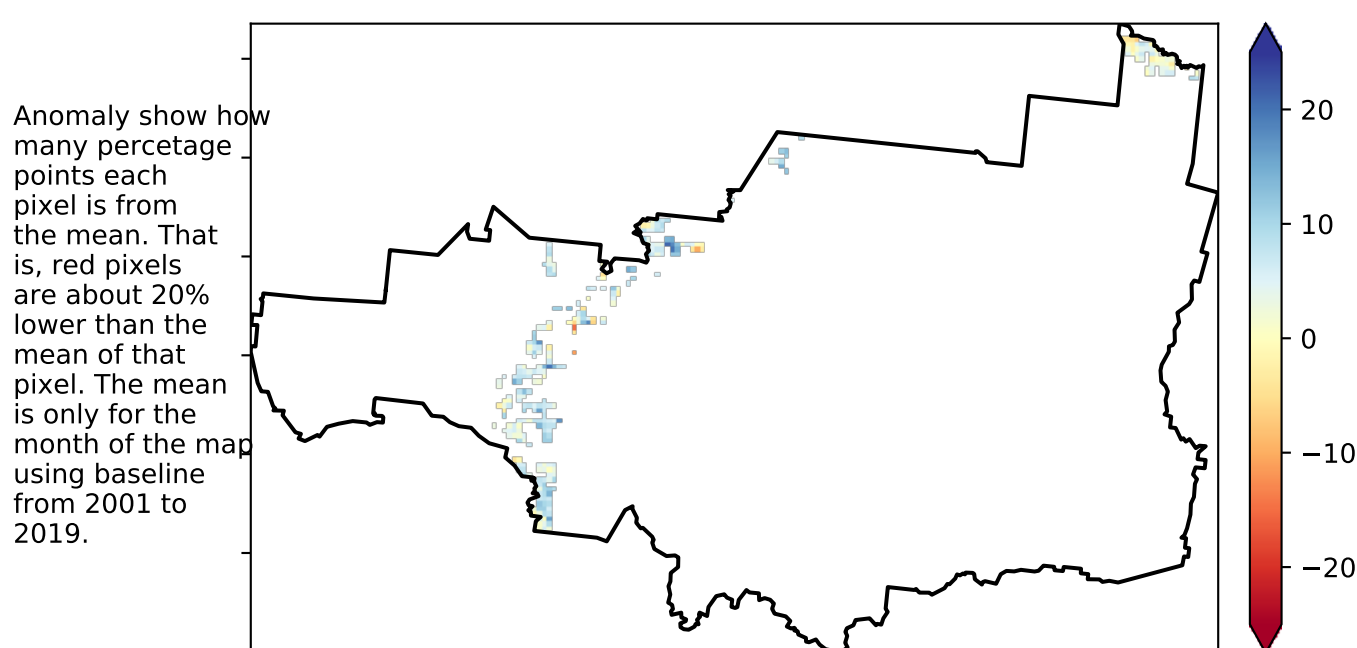 Anomaly show how
many percetage
points each
pixel is from
the mean. That
is, red pixels
are about 20%
lower than the
mean of that
pixel. The mean
is only for the
month of the map
using baseline
from 2001 to
2019.
20
10
0
−10
−20